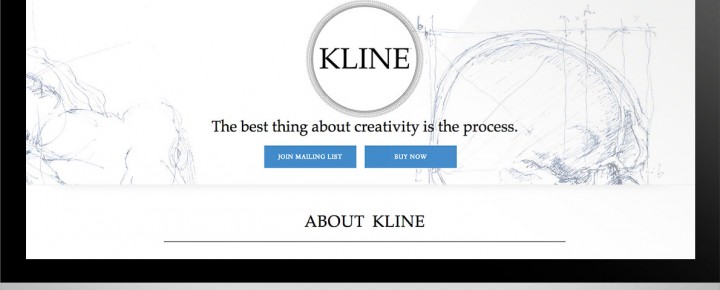 KLINE
The best thing about creativity is the process.
JOIN MAILING LIST
BUY NOW
ABOUT KLINE